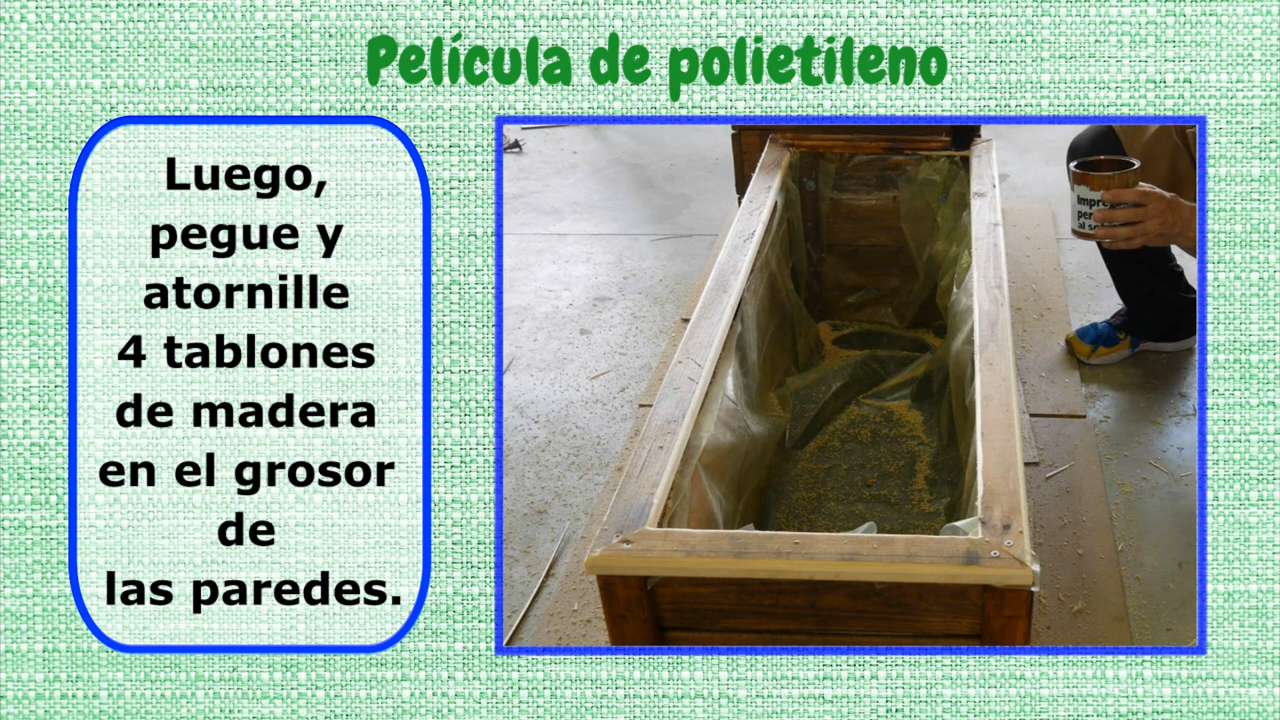 Película de polietileno
Luego,
pegue y
atornille
4 tablones
de madera
en el grosor
de
las paredes.